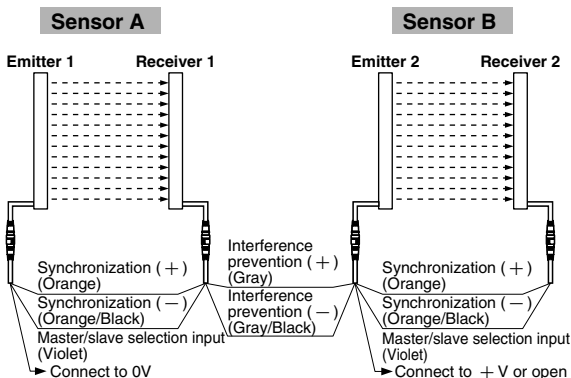 Sensor A
Sensor B
Emitter 1
Receiver 1
Emitter 2
Receiver 2
Synchronization (+)
(Orange)
Synchronization (−)
(Orange/Black)
Master/slave selection input
(Violet)
Connect to 0V
Interference
prevention (+)
(Gray)
Interference
prevention (−)
(Gray/Black)
Synchronization (+)
(Orange)
Synchronization (−)
(Orange/Black)
Master/slave selection input
(Violet)
Connect to +V or open